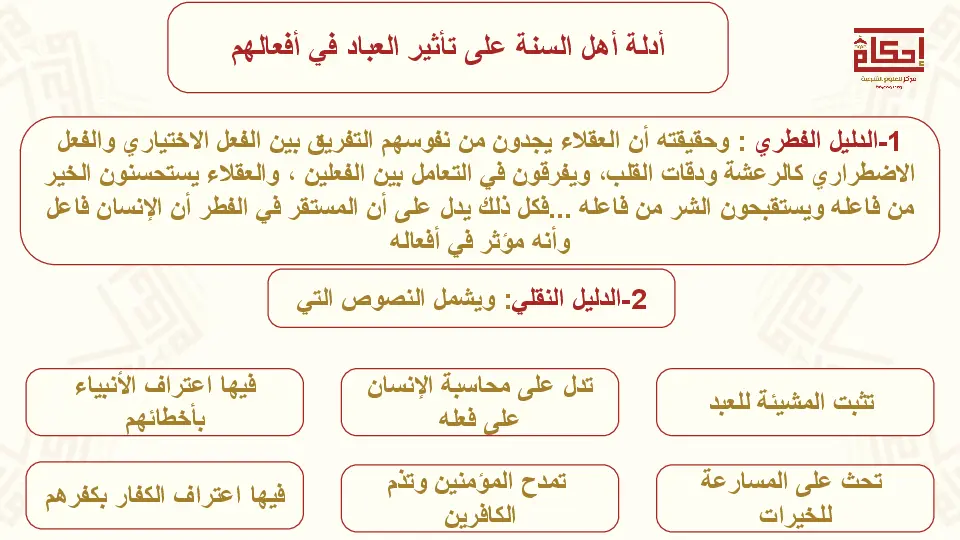 أدلة أهل السنة على تأثير العباد في أفعالهم
إحكام
مركز للعلوم الشرعية
1-الدليل الفطري : وحقيقته أن العقلاء يجدون من نفوسهم التفريق بين الفعل الاختياري والفعل
الاضطراري كالرعشة ودقات القلب، ويفرقون في التعامل بين الفعلين ، والعقلاء يستحسنون الخير
من فاعله ويستقبحون الشر من فاعله ...فكل ذلك يدل على أن المستقر في الفطر أن الإنسان فاعل
وأنه مؤثر في أفعاله
2-الدليل النقلي: ويشمل النصوص التي
تثبت المشيئة للعبد
تدل على محاسبة الإنسان
على فعله
فيها اعتراف الأنبياء
بأخطائهم
تحث على المسارعة
للخيرات
تمدح المؤمنين وتذم
الكافرين
فيها اعتراف الكفار بكفرهم